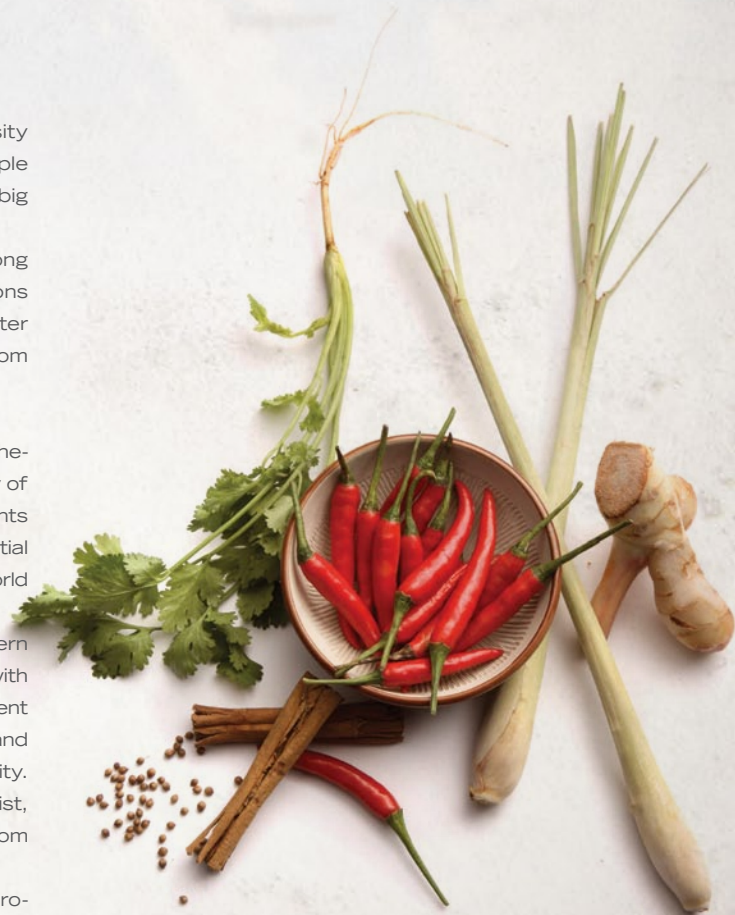 sity
ple
big
ong
ons
ter
om
ne-
of
nts
tial
orld
ern
with
ent
and
ity.
ist,
om
ro-